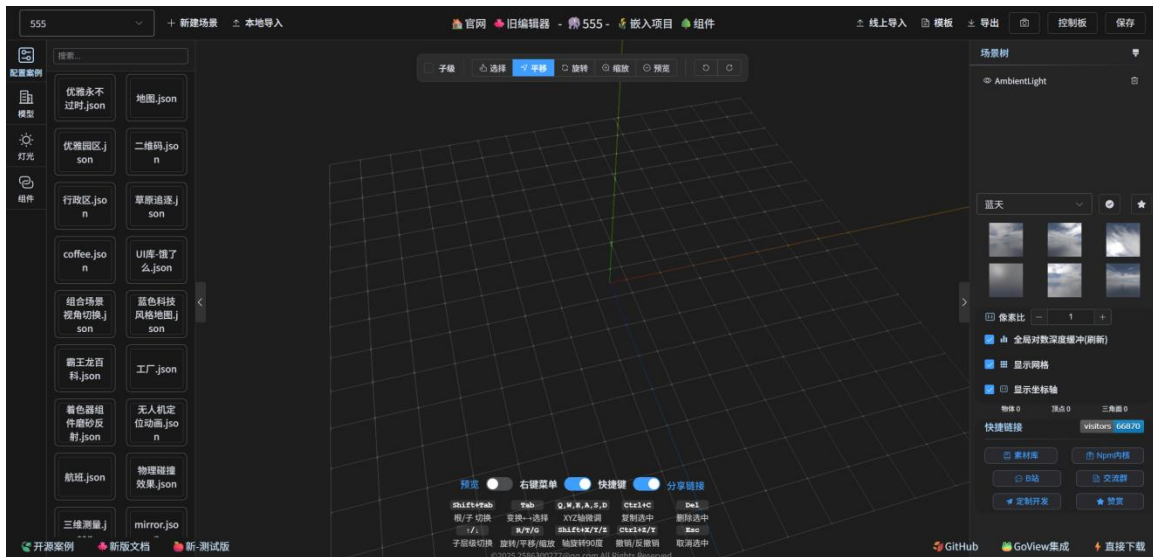 555
+ 新建场景
本地导入
官网
旧编辑器
- 555 -
嵌入项目
组件
线上导入
模板
导出
控制板
保存
配置案例
模型
灯光
组件
搜索...
优雅永不
过时.json
地图.json
优雅园区.j
son
二维码.jso
n
行政区.jso
n
草原追逐.j
son
coffee.jso
n
UI库-饿了
么.json
组合场景
视角切换.j
son
蓝色科技
风格地图.j
son
霸王龙百
科.json
工厂.json
着色器组
件磨砂反
射.json
无人机定
位动画.jso
n
航班.json
物理碰撞
效果.json
三维测量.j
mirror.jso
子级
选择
平移
旋转
缩放
预览
场景树
AmbientLight
蓝天
像素比
− 1 +
全局对数深度缓冲(刷新)
显示网格
显示坐标轴
物体 0 顶点 0 三角面 0
快捷链接
visitors 66870
素材库
Npm内核
B站
交流群
定制开发
赞赏
预览
右键菜单
快捷键
分享链接
Shift+Tab Tab Q,W,E,A,S,D Ctrl+C Del
根/子 切换 变换↔选择 XYZ轴微调 复制选中 删除选中
↑/↓ R/T/G Shift+X/Y/Z Ctrl+Z/Y Esc
子层级切换 旋转/平移/缩放 轴旋转90度 撤销/反撤销 取消选中
©2025 2586300277@qq.com All Rights Reserved
开源案例
新版文档
新-测试版
GitHub
GoView集成
直接下载